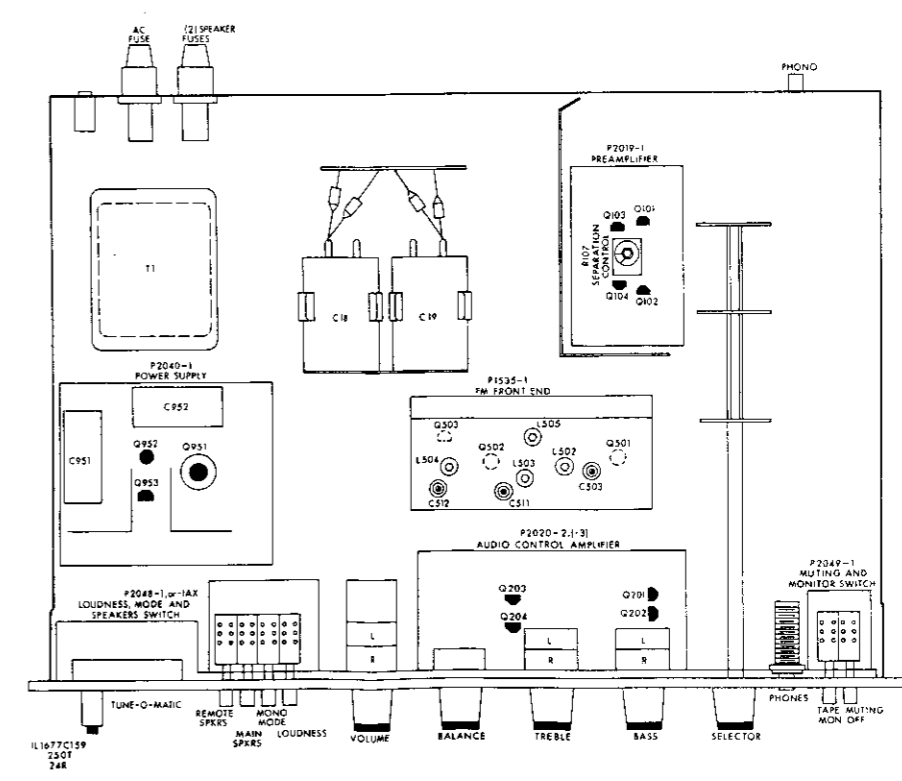 AC
FUSE
(2) SPEAKER
FUSES
PHONO
P2019-1
PREAMPLIFIER
Q103
Q101
R107
SEPARATION
CONTROL
Q104
Q102
T1
C18
C19
P2040-1
POWER SUPPLY
C952
C951
Q952
Q951
Q953
P1535-1
FM FRONT END
Q503
L505
Q502
Q501
L504
L503
L502
C503
C512
C511
P2020-2,(-3)
AUDIO CONTROL AMPLIFIER
Q203
Q204
Q201
Q202
P2049-1
MUTING AND
MONITOR SWITCH
P2048-1,or-1AX
LOUDNESS, MODE AND
SPEAKERS SWITCH
L
R
L
R
L
R
TUNE-O-MATIC
REMOTE
SPKRS
MAIN
SPKRS
MONO
MODE
LOUDNESS
VOLUME
BALANCE
TREBLE
BASS
SELECTOR
PHONES
TAPE
MON
MUTING
OFF
IL1677C159
250T
24R